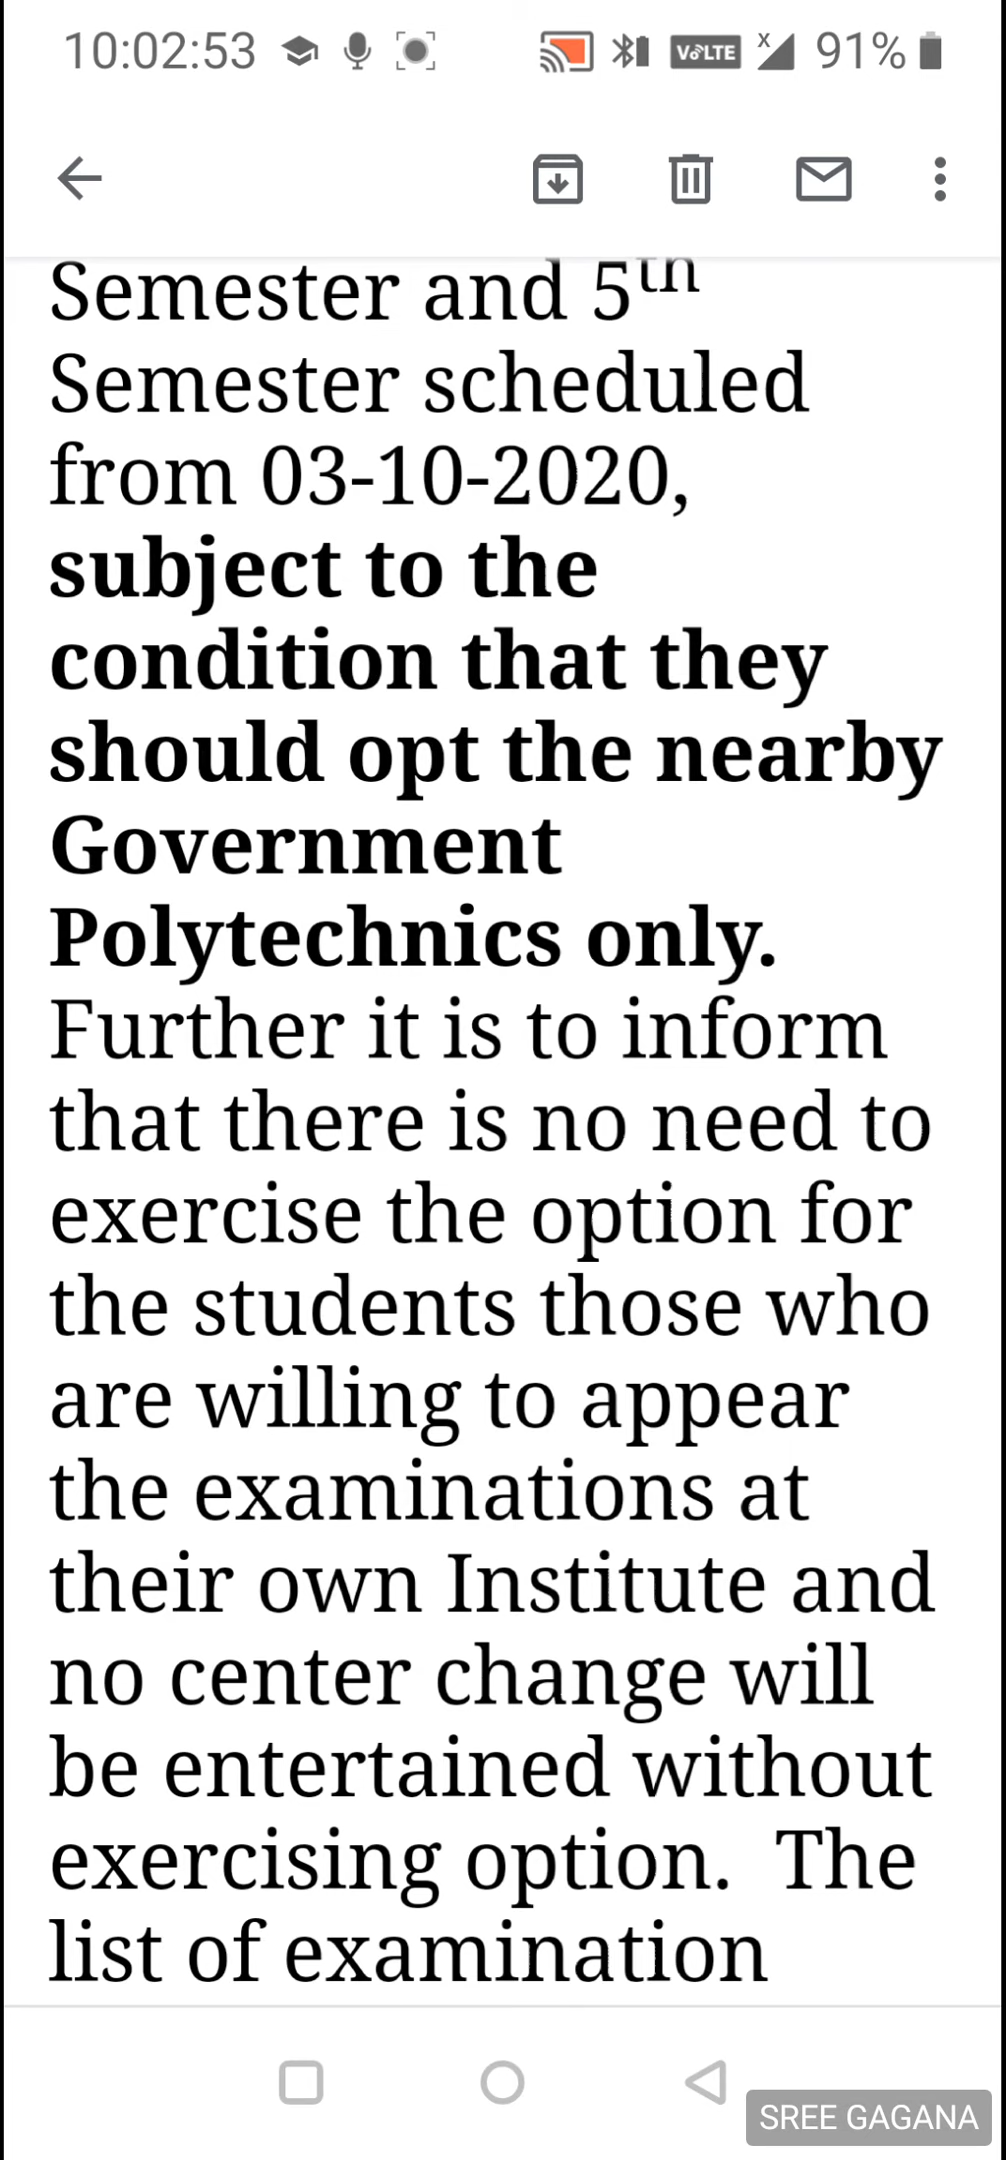 10:02:53 VoLTE x 91%
Semester and 5th
Semester scheduled
from 03-10-2020,
subject to the
condition that they
should opt the nearby
Government
Polytechnics only.
Further it is to inform
that there is no need to
exercise the option for
the students those who
are willing to appear
the examinations at
their own Institute and
no center change will
be entertained without
exercising option.  The
list of examination
SREE GAGANA